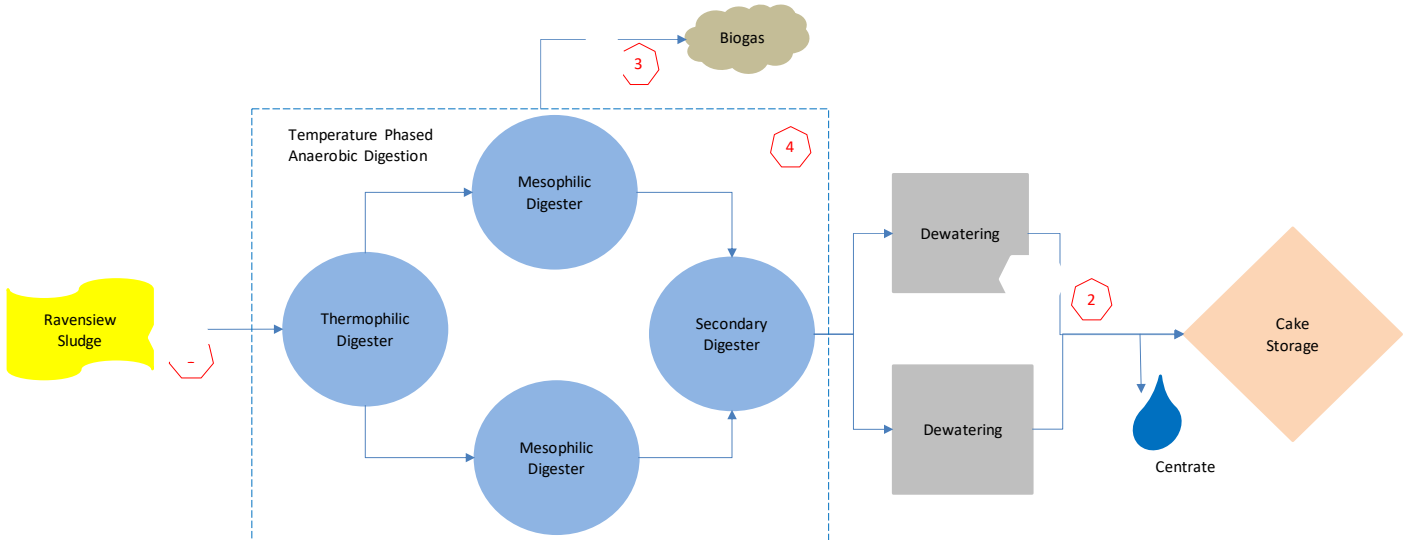 Biogas
3
Temperature Phased
Anaerobic Digestion
4
Mesophilic
Digester
Dewatering
2
Ravensiew
Sludge
Thermophilic
Digester
Secondary
Digester
Cake
Storage
Mesophilic
Digester
Dewatering
Centrate